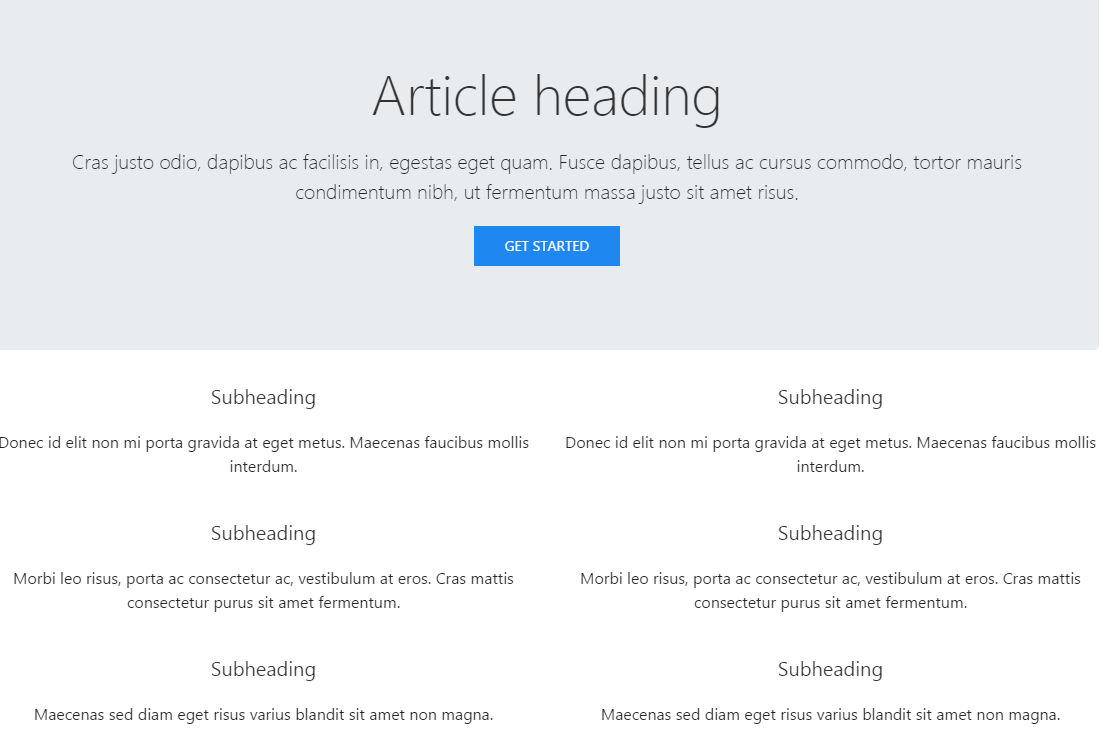 Article heading
Cras justo odio, dapibus ac facilisis in, egestas eget quam. Fusce dapibus, tellus ac cursus commodo, tortor mauris
condimentum nibh, ut fermentum massa justo sit amet risus.
GET STARTED
Subheading
Donec id elit non mi porta gravida at eget metus. Maecenas faucibus mollis
interdum.
Subheading
Donec id elit non mi porta gravida at eget metus. Maecenas faucibus mollis
interdum.
Subheading
Morbi leo risus, porta ac consectetur ac, vestibulum at eros. Cras mattis
consectetur purus sit amet fermentum.
Subheading
Morbi leo risus, porta ac consectetur ac, vestibulum at eros. Cras mattis
consectetur purus sit amet fermentum.
Subheading
Maecenas sed diam eget risus varius blandit sit amet non magna.
Subheading
Maecenas sed diam eget risus varius blandit sit amet non magna.